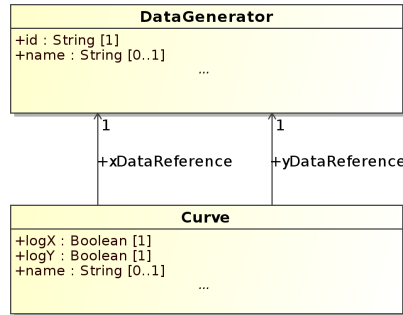 DataGenerator
+id : String [1]
+name : String [0..1]
...
1
1
+xDataReference
+yDataReference
Curve
+logX : Boolean [1]
+logY : Boolean [1]
+name : String [0..1]
...